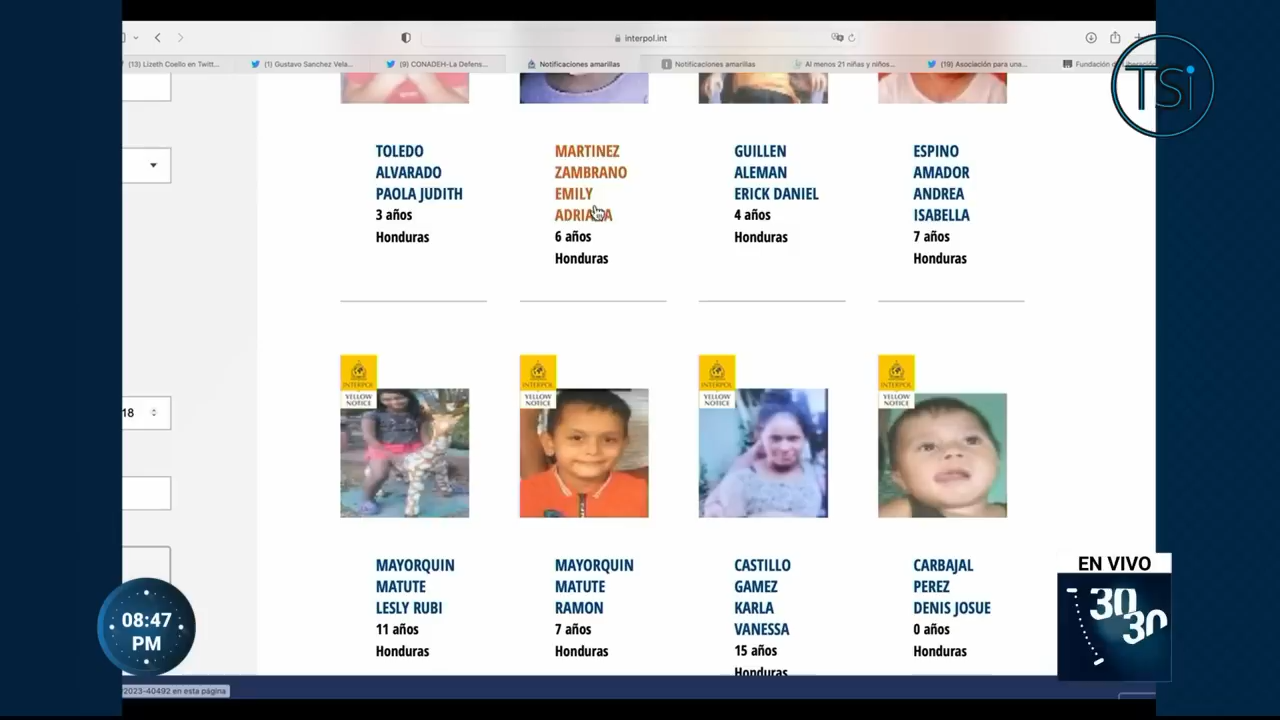 interpol.int
(13) Lizeth Coello en Twitt...
(1) Gustavo Sanchez Vela...
(9) CONADEH-La Defens...
Notificaciones amarillas
Notificaciones amarillas
Al menos 21 niñas y niños...
(19) Asociación para una...
TSi
TOLEDO
ALVARADO
PAOLA JUDITH
3 años
Honduras
MARTINEZ
ZAMBRANO
EMILY
ADRIANA
6 años
Honduras
GUILLEN
ALEMAN
ERICK DANIEL
4 años
Honduras
ESPINO
AMADOR
ANDREA
ISABELLA
7 años
Honduras
18
INTERPOL
YELLOW
NOTICE
INTERPOL
YELLOW
NOTICE
INTERPOL
YELLOW
NOTICE
INTERPOL
YELLOW
NOTICE
MAYORQUIN
MATUTE
LESLY RUBI
11 años
Honduras
MAYORQUIN
MATUTE
RAMON
7 años
Honduras
CASTILLO
GAMEZ
KARLA
VANESSA
15 años
Honduras
CARBAJAL
PEREZ
DENIS JOSUE
0 años
Honduras
08:47
PM
EN VIVO
30
30
/2023-40492 en esta página